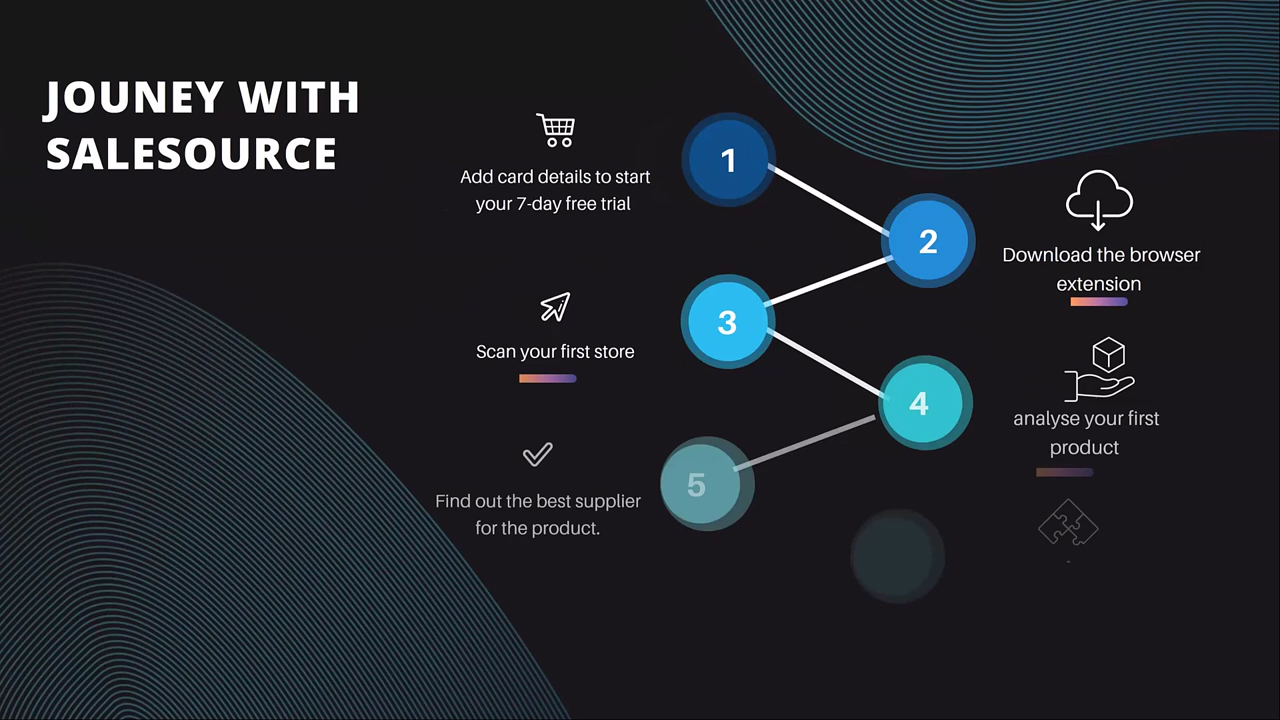 JOUNEY WITH
SALESOURCE
1
Add card details to start
your 7-day free trial
2
Download the browser
extension
3
Scan your first store
4
analyse your first
product
5
Find out the best supplier
for the product.